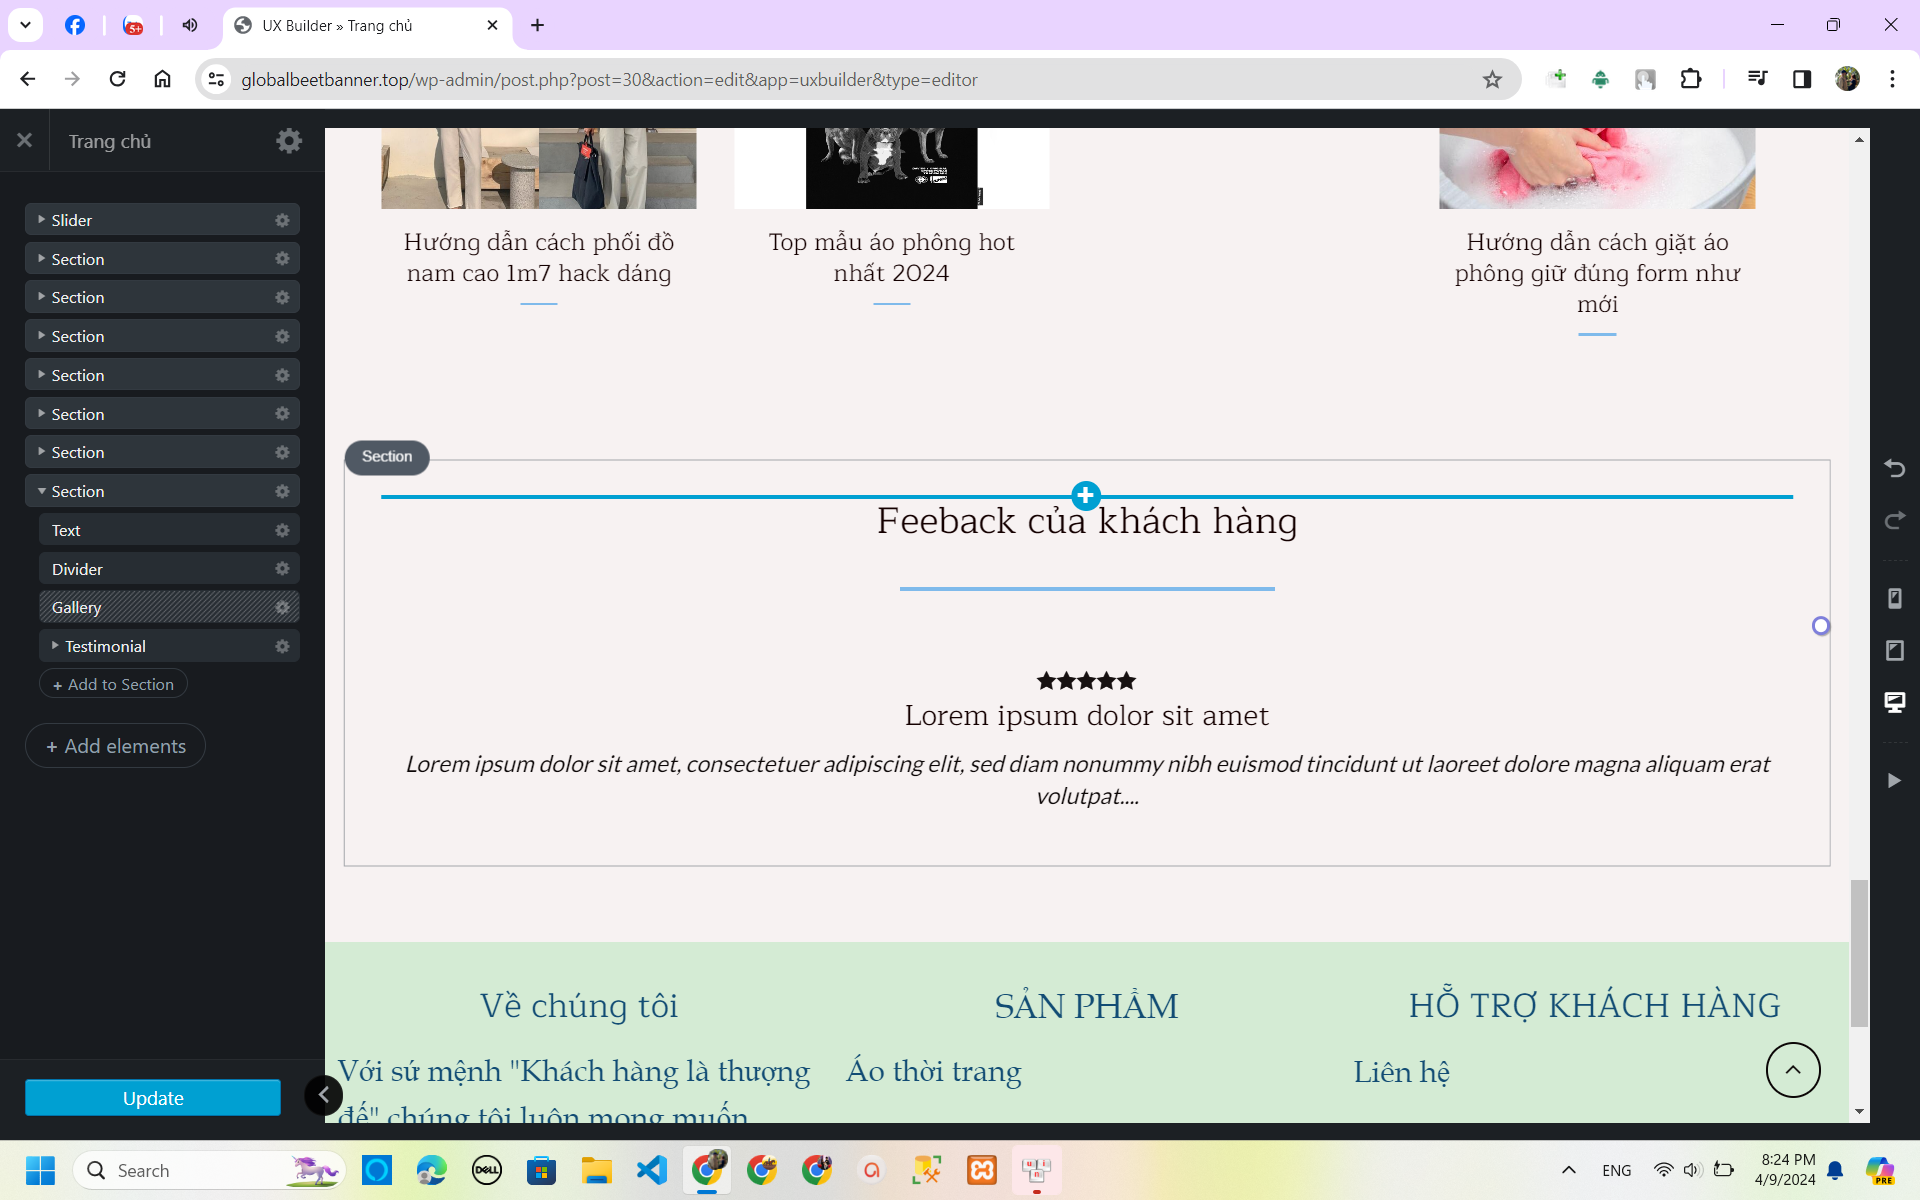 UX Builder » Trang chủ
5+
globalbeetbanner.top/wp-admin/post.php?post=30&action=edit&app=uxbuilder&type=editor
Trang chủ
Slider
Section
Section
Section
Section
Section
Section
Section
Text
Divider
Gallery
Testimonial
+ Add to Section
+ Add elements
Update
Hướng dẫn cách phối đồ
nam cao 1m7 hack dáng
Top mẫu áo phông hot
nhất 2024
Hướng dẫn cách giặt áo
phông giữ đúng form như
mới
Section
Feeback của khách hàng
Lorem ipsum dolor sit amet
Lorem ipsum dolor sit amet, consectetuer adipiscing elit, sed diam nonummy nibh euismod tincidunt ut laoreet dolore magna aliquam erat
volutpat....
Về chúng tôi
Với sứ mệnh "Khách hàng là thượng
đế" chúng tôi luôn mong muốn
SẢN PHẨM
Áo thời trang
HỖ TRỢ KHÁCH HÀNG
Liên hệ
Search
DELL
ENG
8:24 PM
4/9/2024
PRE